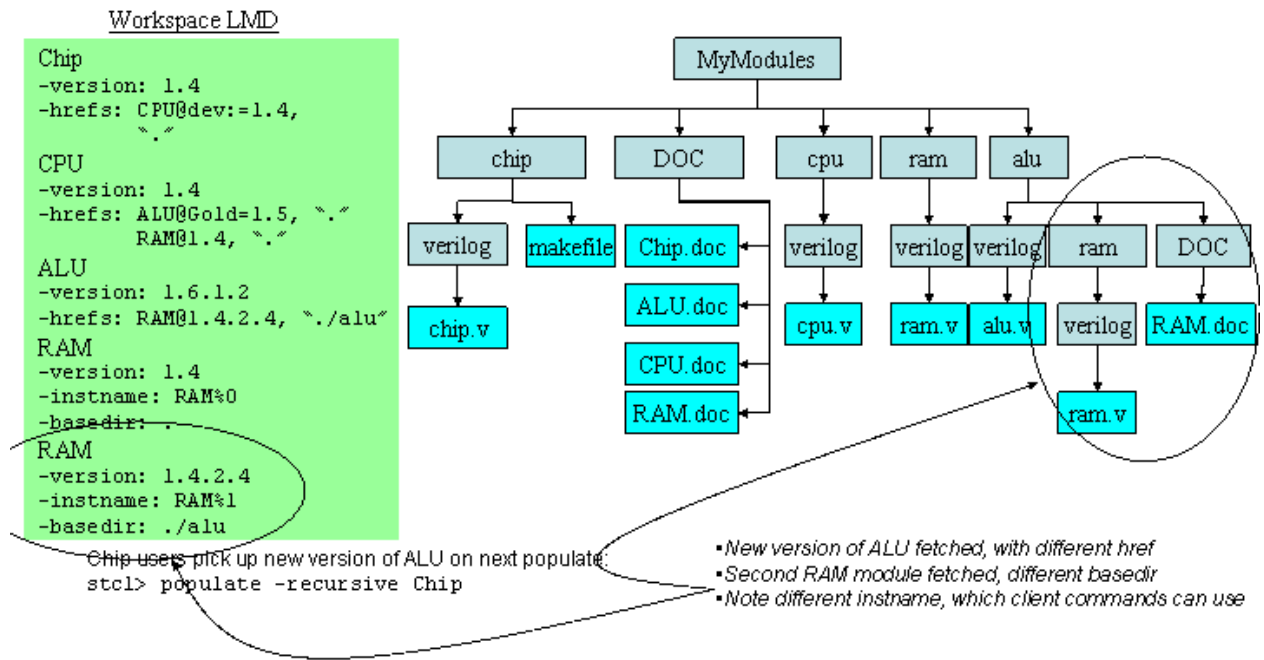 Workspace LMD
Chip
-version: 1.4
-hrefs: CPU@dev:=1.4,
"."
CPU
-version: 1.4
-hrefs: ALU@Gold=1.5, "."
RAM@1.4, "."
ALU
-version: 1.6.1.2
-hrefs: RAM@1.4.2.4, "./alu"
RAM
-version: 1.4
-instname: RAM%0
-basedir: .
RAM
-version: 1.4.2.4
-instname: RAM%1
-basedir: ./alu
MyModules
chip DOC cpu ram alu
verilog makefile Chip.doc verilog verilog verilog ram DOC
chip.v ALU.doc cpu.v ram.v alu.v verilog RAM.doc
CPU.doc
RAM.doc ram.v
Chip users pick up new version of ALU on next populate:
stcl> populate -recursive Chip
▪New version of ALU fetched, with different href
▪Second RAM module fetched, different basedir
▪Note different instname, which client commands can use